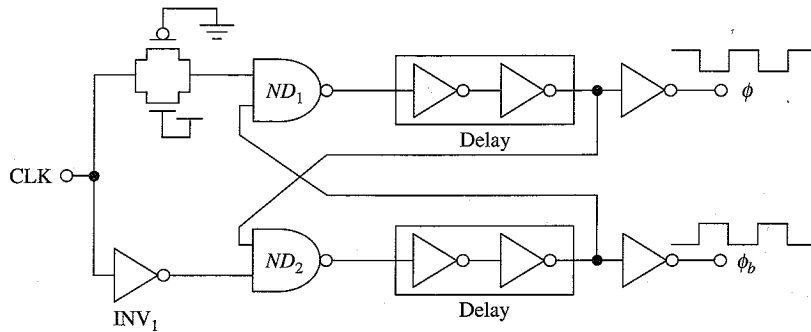 ND₁
Delay
ϕ
CLK
ND₂
Delay
ϕb
INV₁